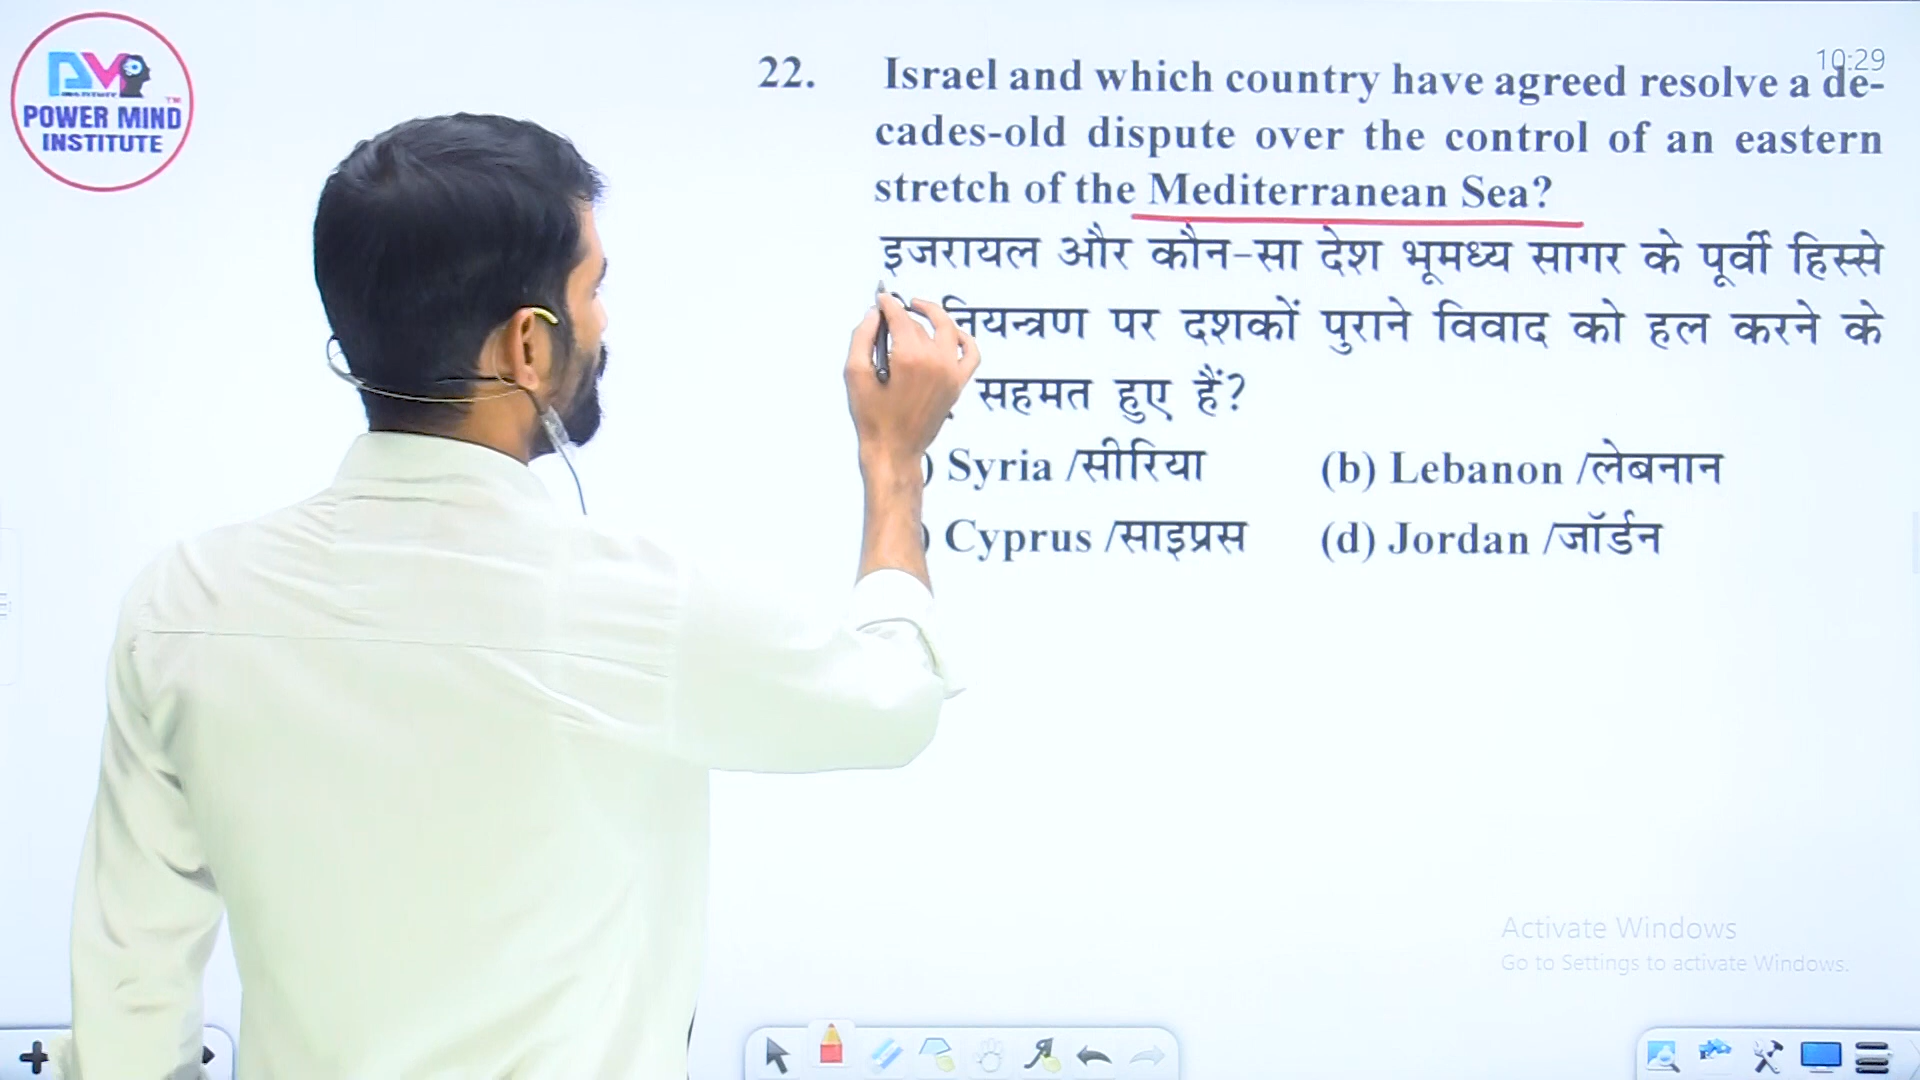 POWER MIND
INSTITUTE
TM
10:29
22. Israel and which country have agreed resolve a de-
cades-old dispute over the control of an eastern
stretch of the Mediterranean Sea?
इजरायल और कौन-सा देश भूमध्य सागर के पूर्वी हिस्से
नियन्त्रण पर दशकों पुराने विवाद को हल करने के
सहमत हुए हैं?
) Syria /सीरिया (b) Lebanon /लेबनान
) Cyprus /साइप्रस (d) Jordan /जॉर्डन
Activate Windows
Go to Settings to activate Windows.